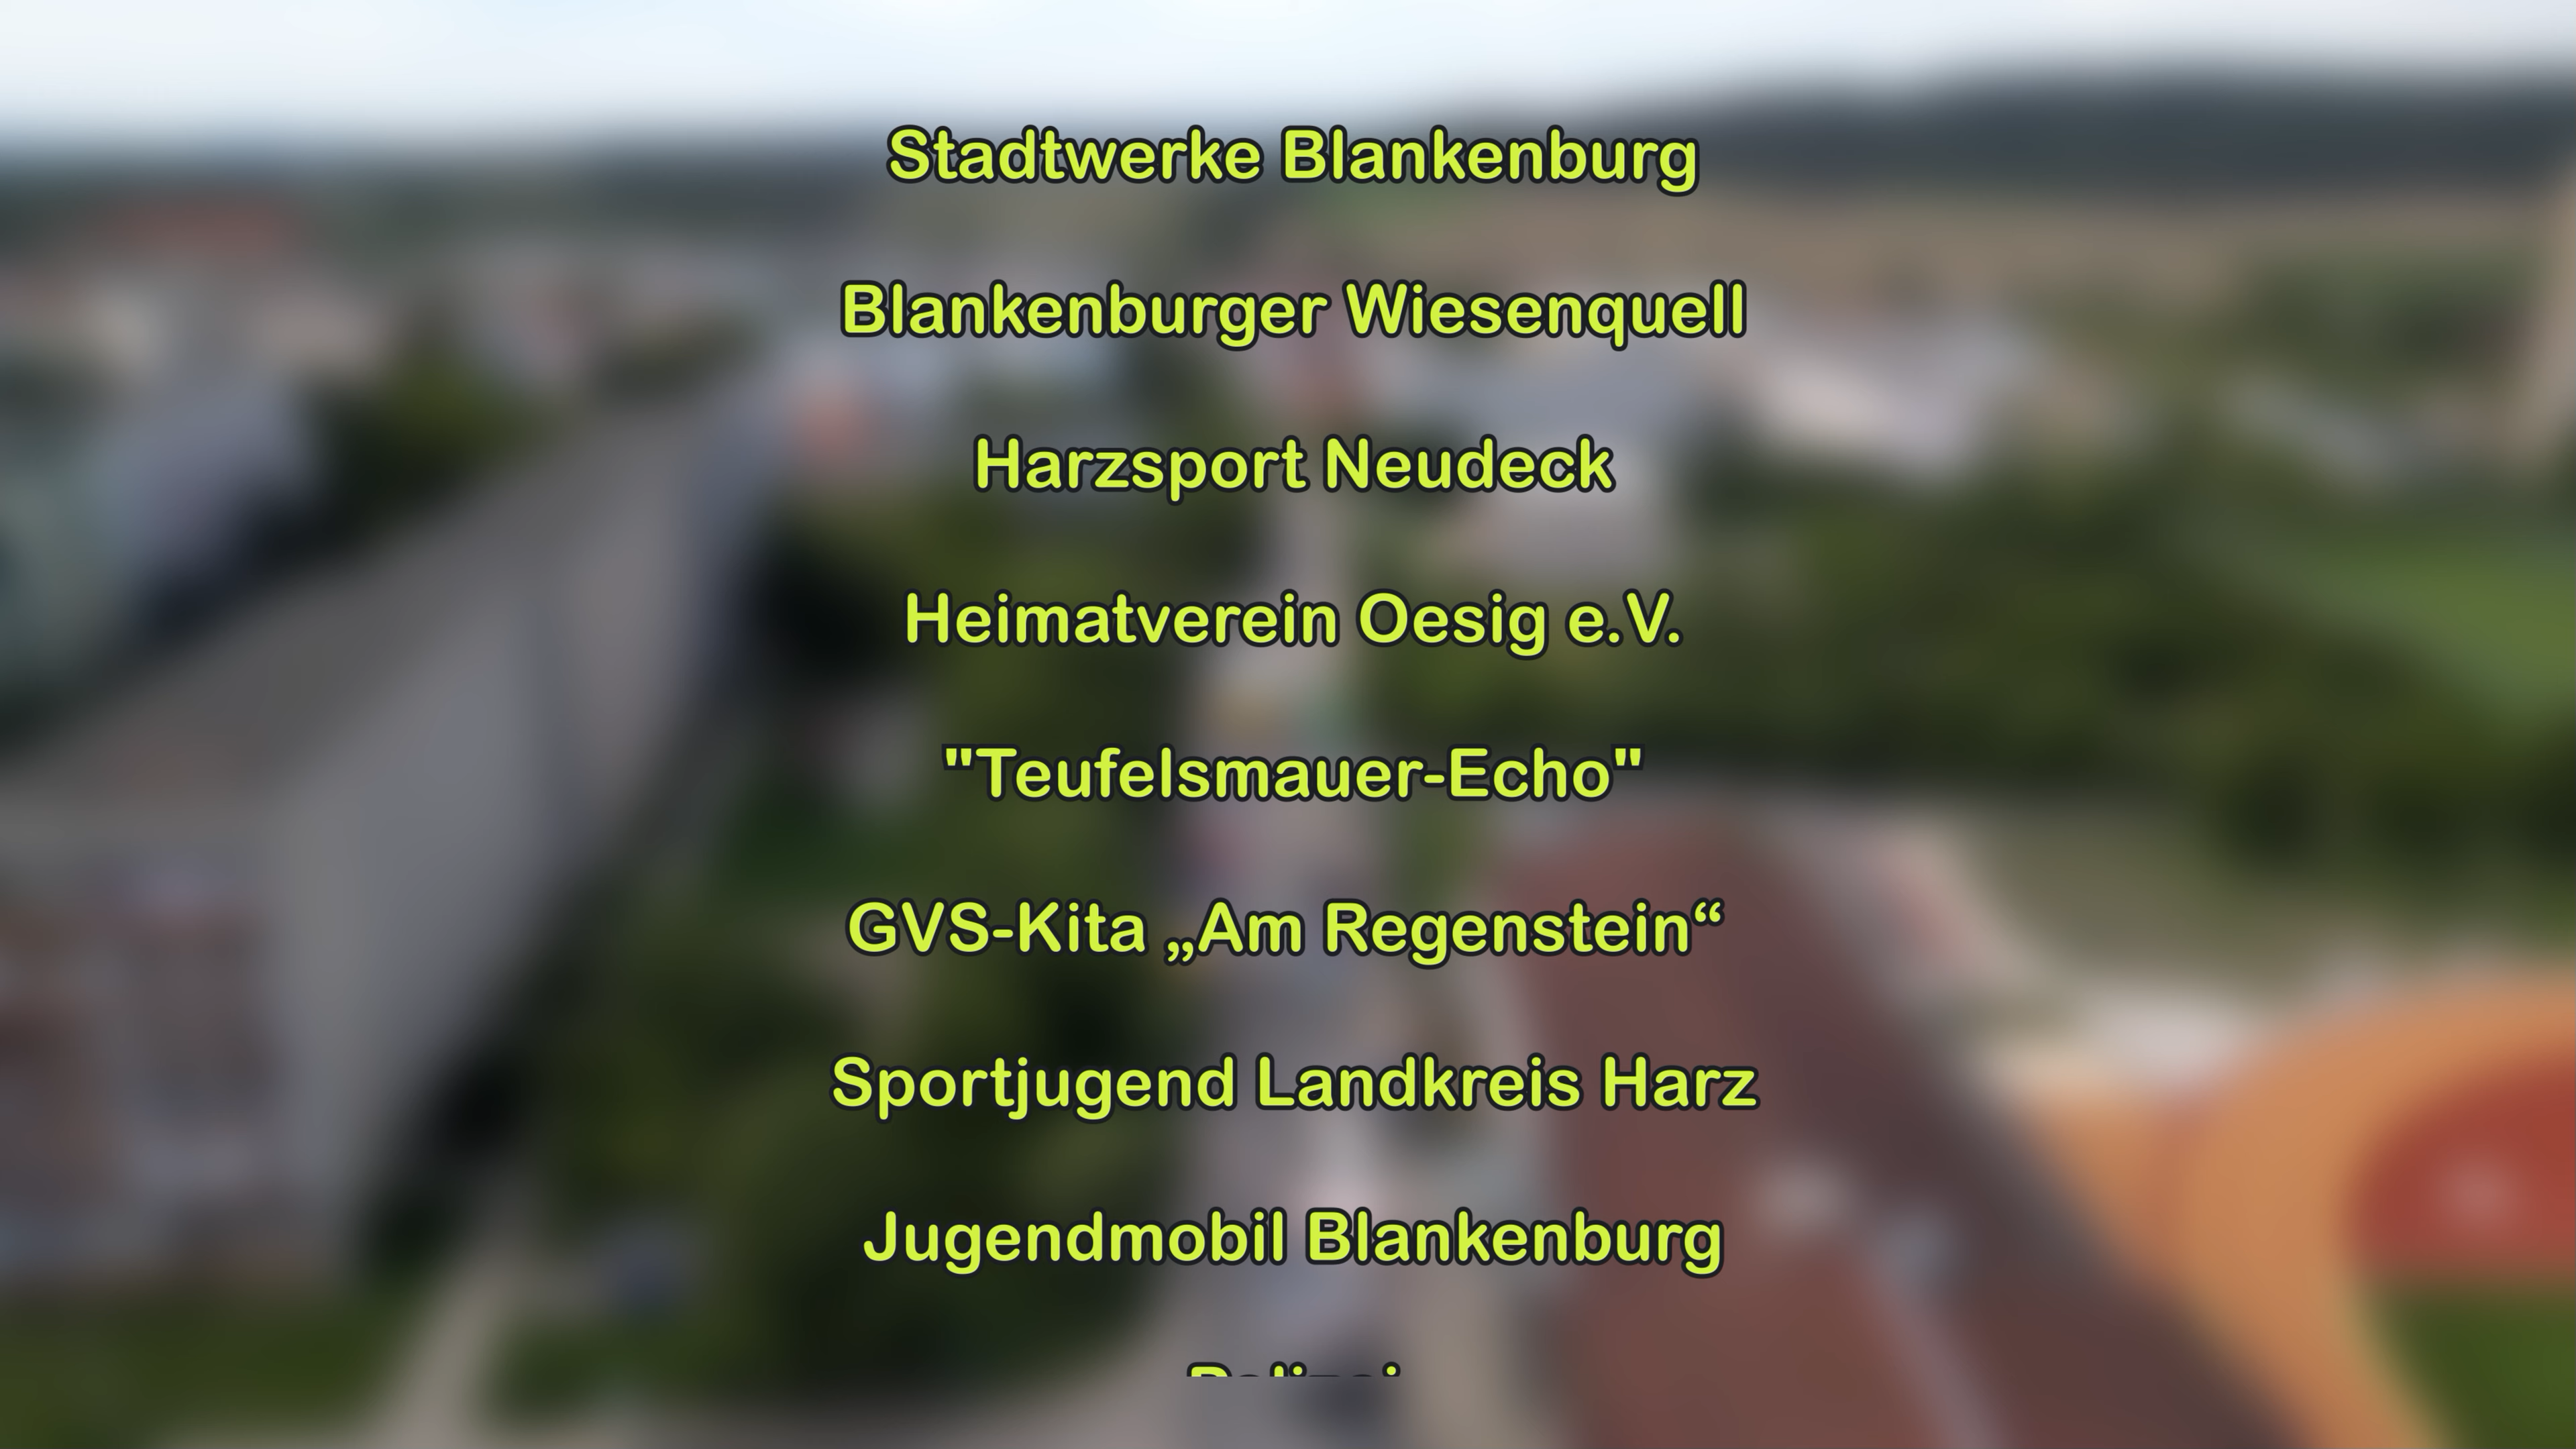 Stadtwerke Blankenburg
Blankenburger Wiesenquell
Harzsport Neudeck
Heimatverein Oesig e.V.
"Teufelsmauer-Echo"
GVS-Kita „Am Regenstein“
Sportjugend Landkreis Harz
Jugendmobil Blankenburg